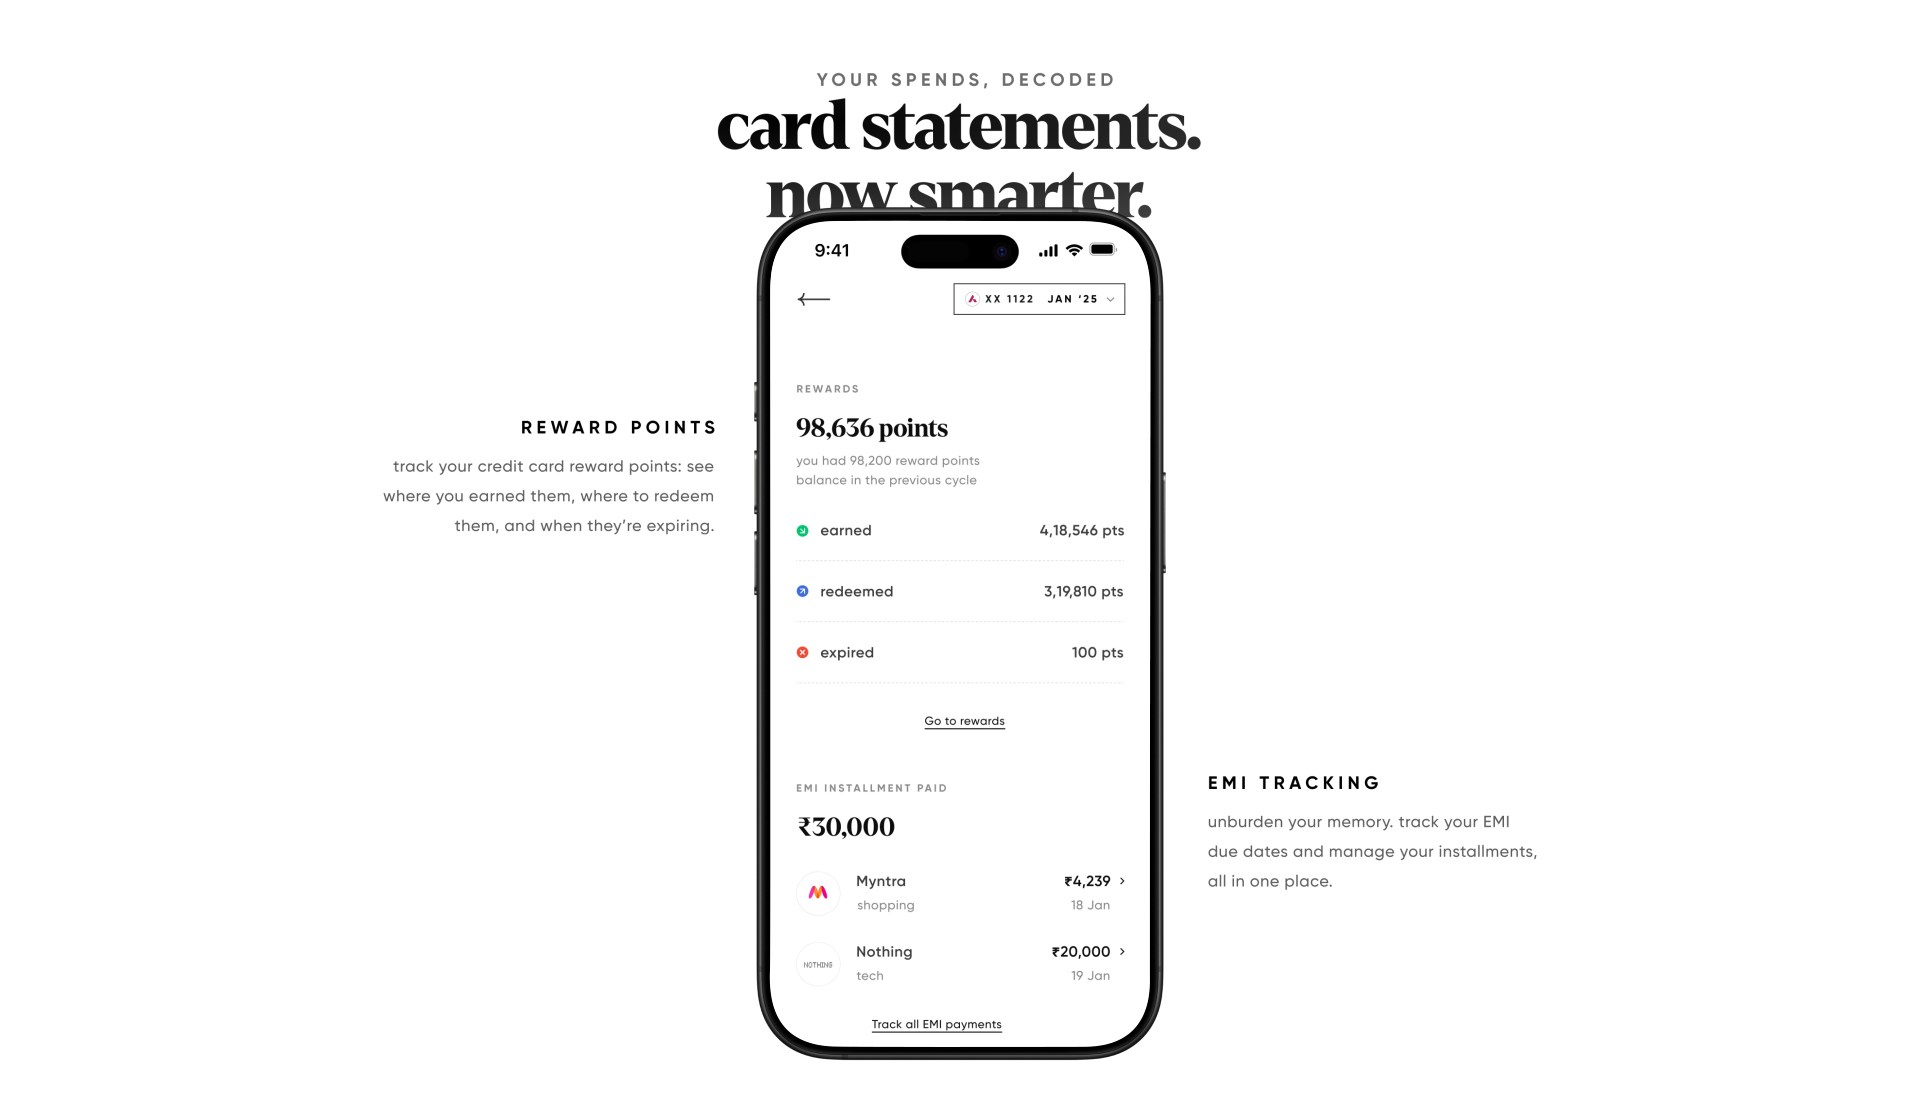 YOUR SPENDS, DECODED
card statements.
now smarter.
9:41
XX 1122 JAN '25
REWARDS
98,636 points
you had 98,200 reward points
balance in the previous cycle
earned 4,18,546 pts
redeemed 3,19,810 pts
expired 100 pts
Go to rewards
REWARD POINTS
track your credit card reward points: see
where you earned them, where to redeem
them, and when they’re expiring.
EMI INSTALLMENT PAID
₹30,000
Myntra ₹4,239
shopping 18 Jan
NOTHING
Nothing ₹20,000
tech 19 Jan
Track all EMI payments
EMI TRACKING
unburden your memory. track your EMI
due dates and manage your installments,
all in one place.